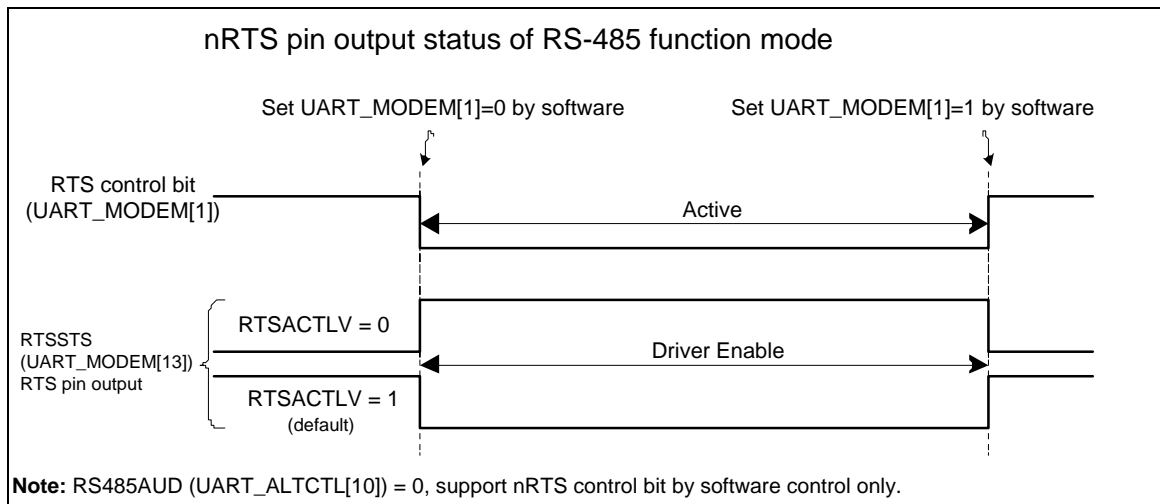 nRTS pin output status of RS-485 function mode
Set UART_MODEM[1]=0 by software
Set UART_MODEM[1]=1 by software
RTS control bit
(UART_MODEM[1])
Active
RTSACTLV = 0
RTSSTS
(UART_MODEM[13])
RTS pin output
Driver Enable
RTSACTLV = 1
(default)
Note: RS485AUD (UART_ALTCTL[10]) = 0, support nRTS control bit by software control only.